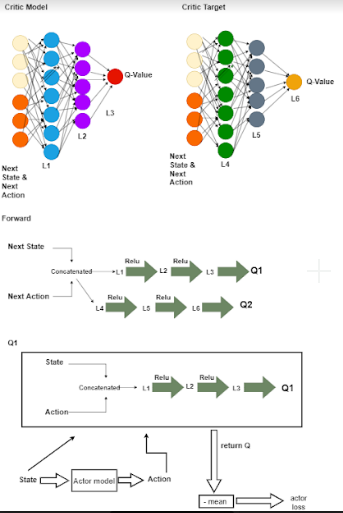 Critic Model
Critic Target
Q-Value
Q-Value
L3
L6
L2
L5
L1
L4
Next
State &
Next
Action
Next
State &
Next
Action
Forward
Next State
Relu
Relu
Concatenated
L1
L2
L3
Q1
Next Action
Relu
Relu
L4
L5
L6
Q2
Q1
State
Relu
Relu
Concatenated
L1
L2
L3
Q1
Action
return Q
State
Actor model
Action
- mean
actor
loss